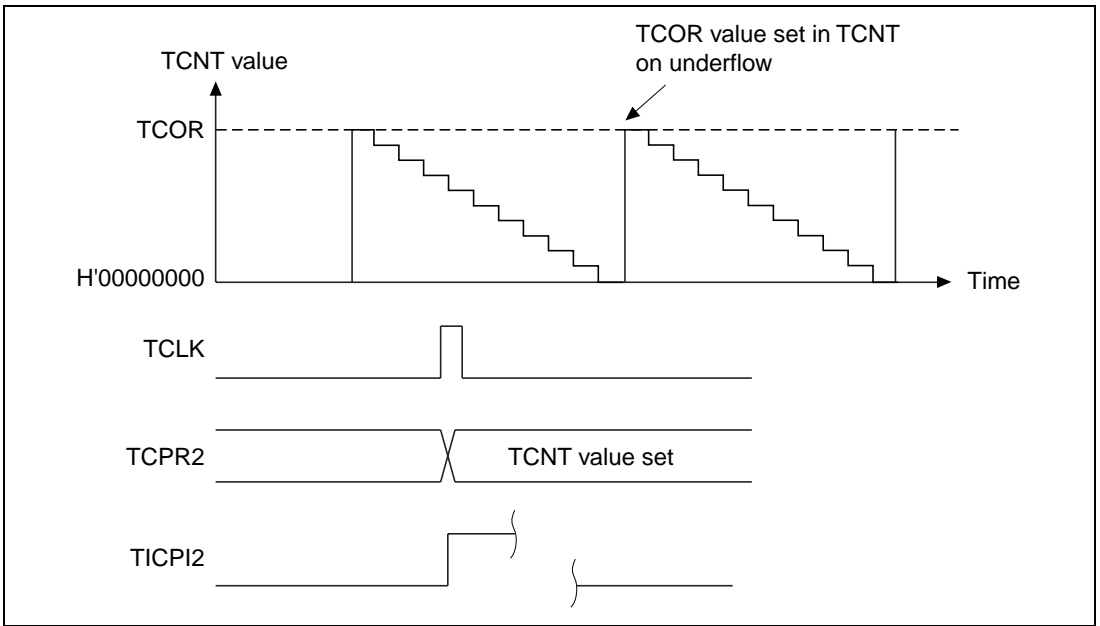 TCOR value set in TCNT
on underflow
TCNT value
TCOR
H'00000000
Time
TCLK
TCPR2
TCNT value set
TICPI2